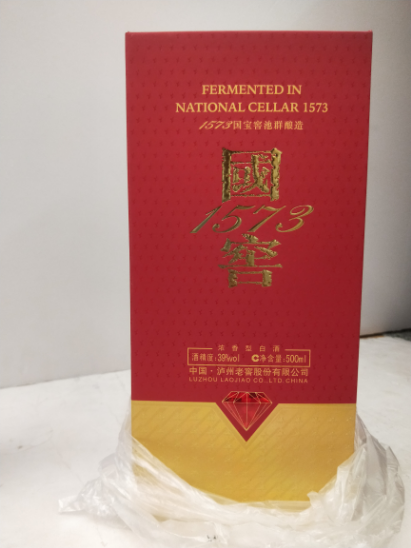 FERMENTED IN
NATIONAL CELLAR 1573
1573国宝窖池群酿造
國
1573
窖
浓香型白酒
酒精度:38%vol
℮净含量:500ml
中国·泸州老窖股份有限公司
LUZHOU LAOJIAO CO.,LTD.CHINA